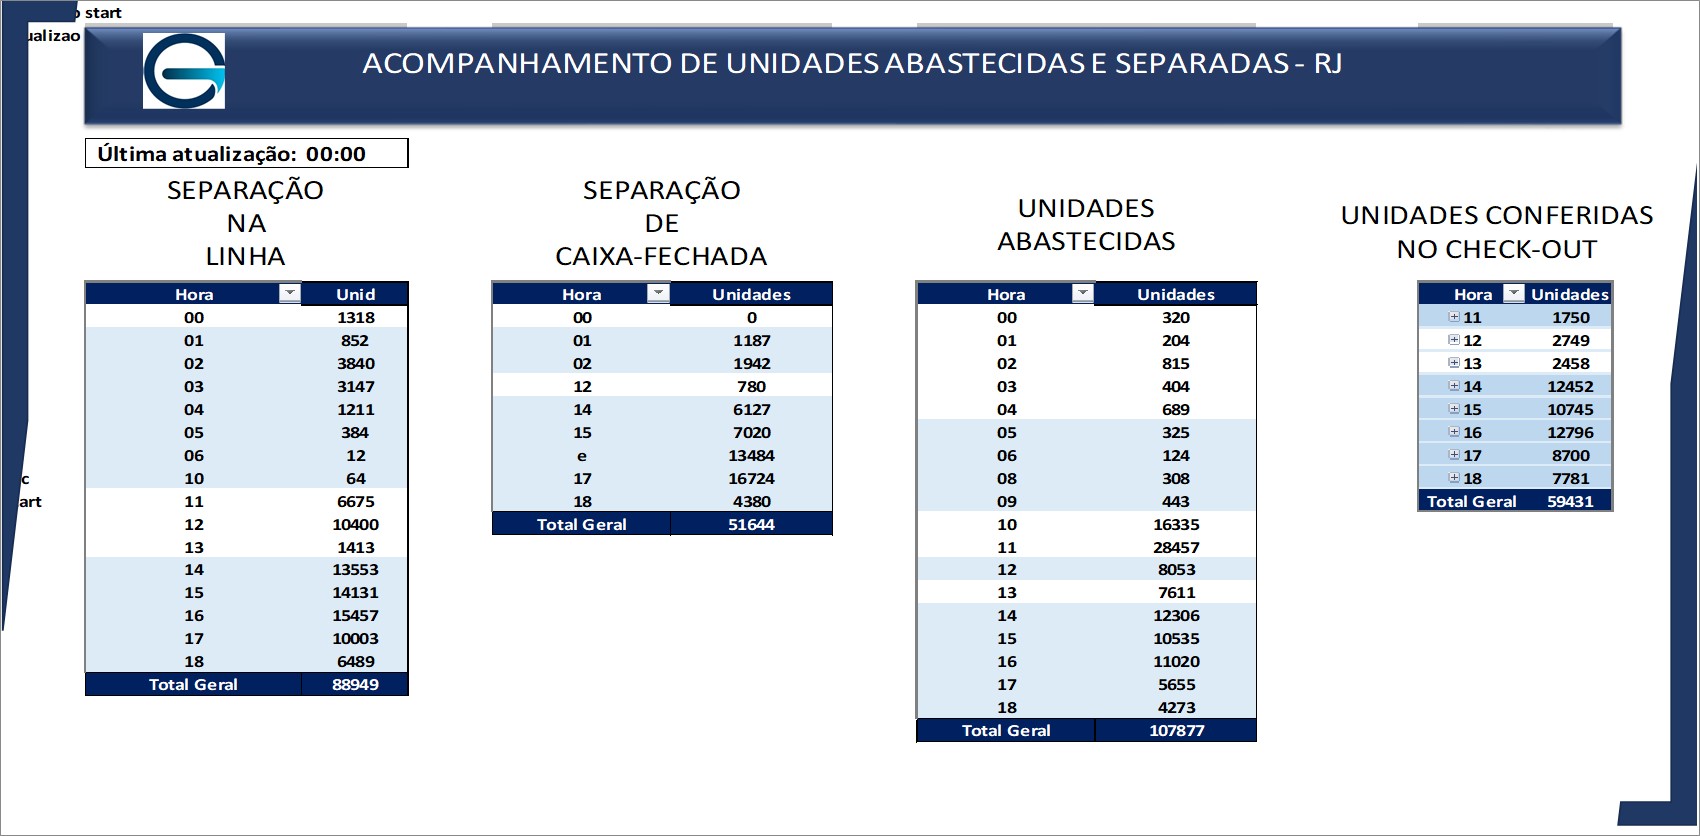 start
ualizao
ACOMPANHAMENTO DE UNIDADES ABASTECIDAS E SEPARADAS - RJ
Última atualização: 00:00
SEPARAÇÃO
NA
LINHA
Hora Unid
00 1318
01 852
02 3840
03 3147
04 1211
05 384
06 12
10 64
11 6675
12 10400
13 1413
14 13553
15 14131
16 15457
17 10003
18 6489
Total Geral 88949
SEPARAÇÃO
DE
CAIXA-FECHADA
Hora Unidades
00 0
01 1187
02 1942
12 780
14 6127
15 7020
e 13484
17 16724
18 4380
Total Geral 51644
UNIDADES
ABASTECIDAS
Hora Unidades
00 320
01 204
02 815
03 404
04 689
05 325
06 124
08 308
09 443
10 16335
11 28457
12 8053
13 7611
14 12306
15 10535
16 11020
17 5655
18 4273
Total Geral 107877
UNIDADES CONFERIDAS
NO CHECK-OUT
Hora Unidades
11 1750
12 2749
13 2458
14 12452
15 10745
16 12796
17 8700
18 7781
Total Geral 59431
c
art